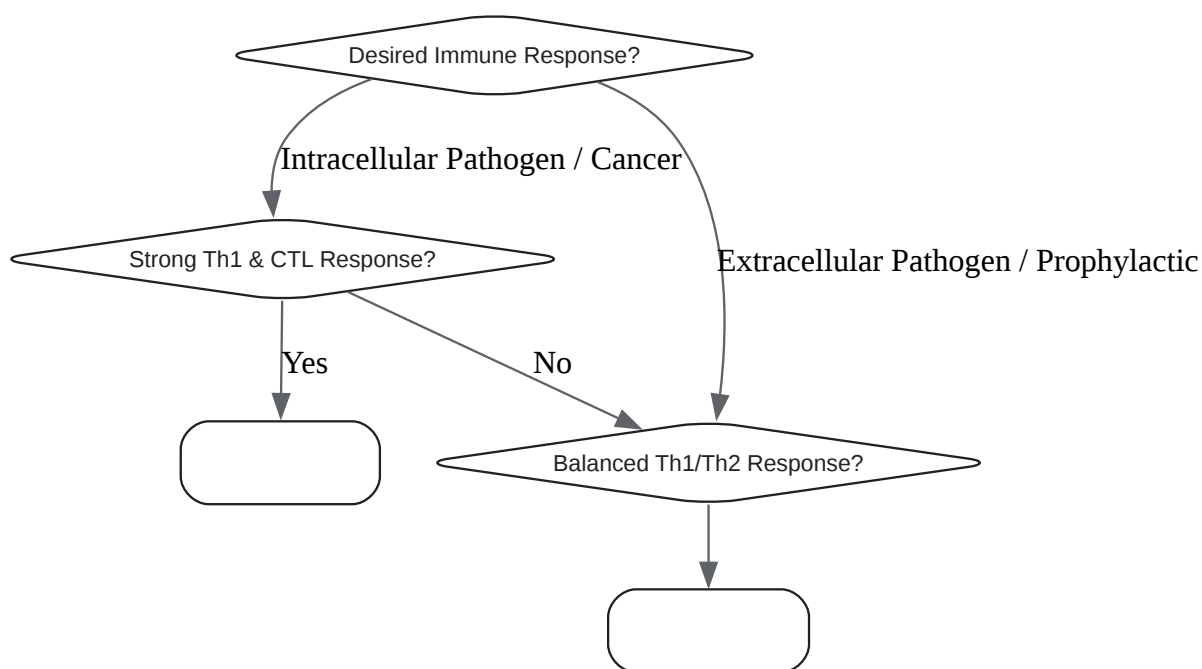 Desired Immune Response?
Intracellular Pathogen / Cancer
Strong Th1 & CTL Response?
Extracellular Pathogen / Prophylactic
Yes
No
Balanced Th1/Th2 Response?